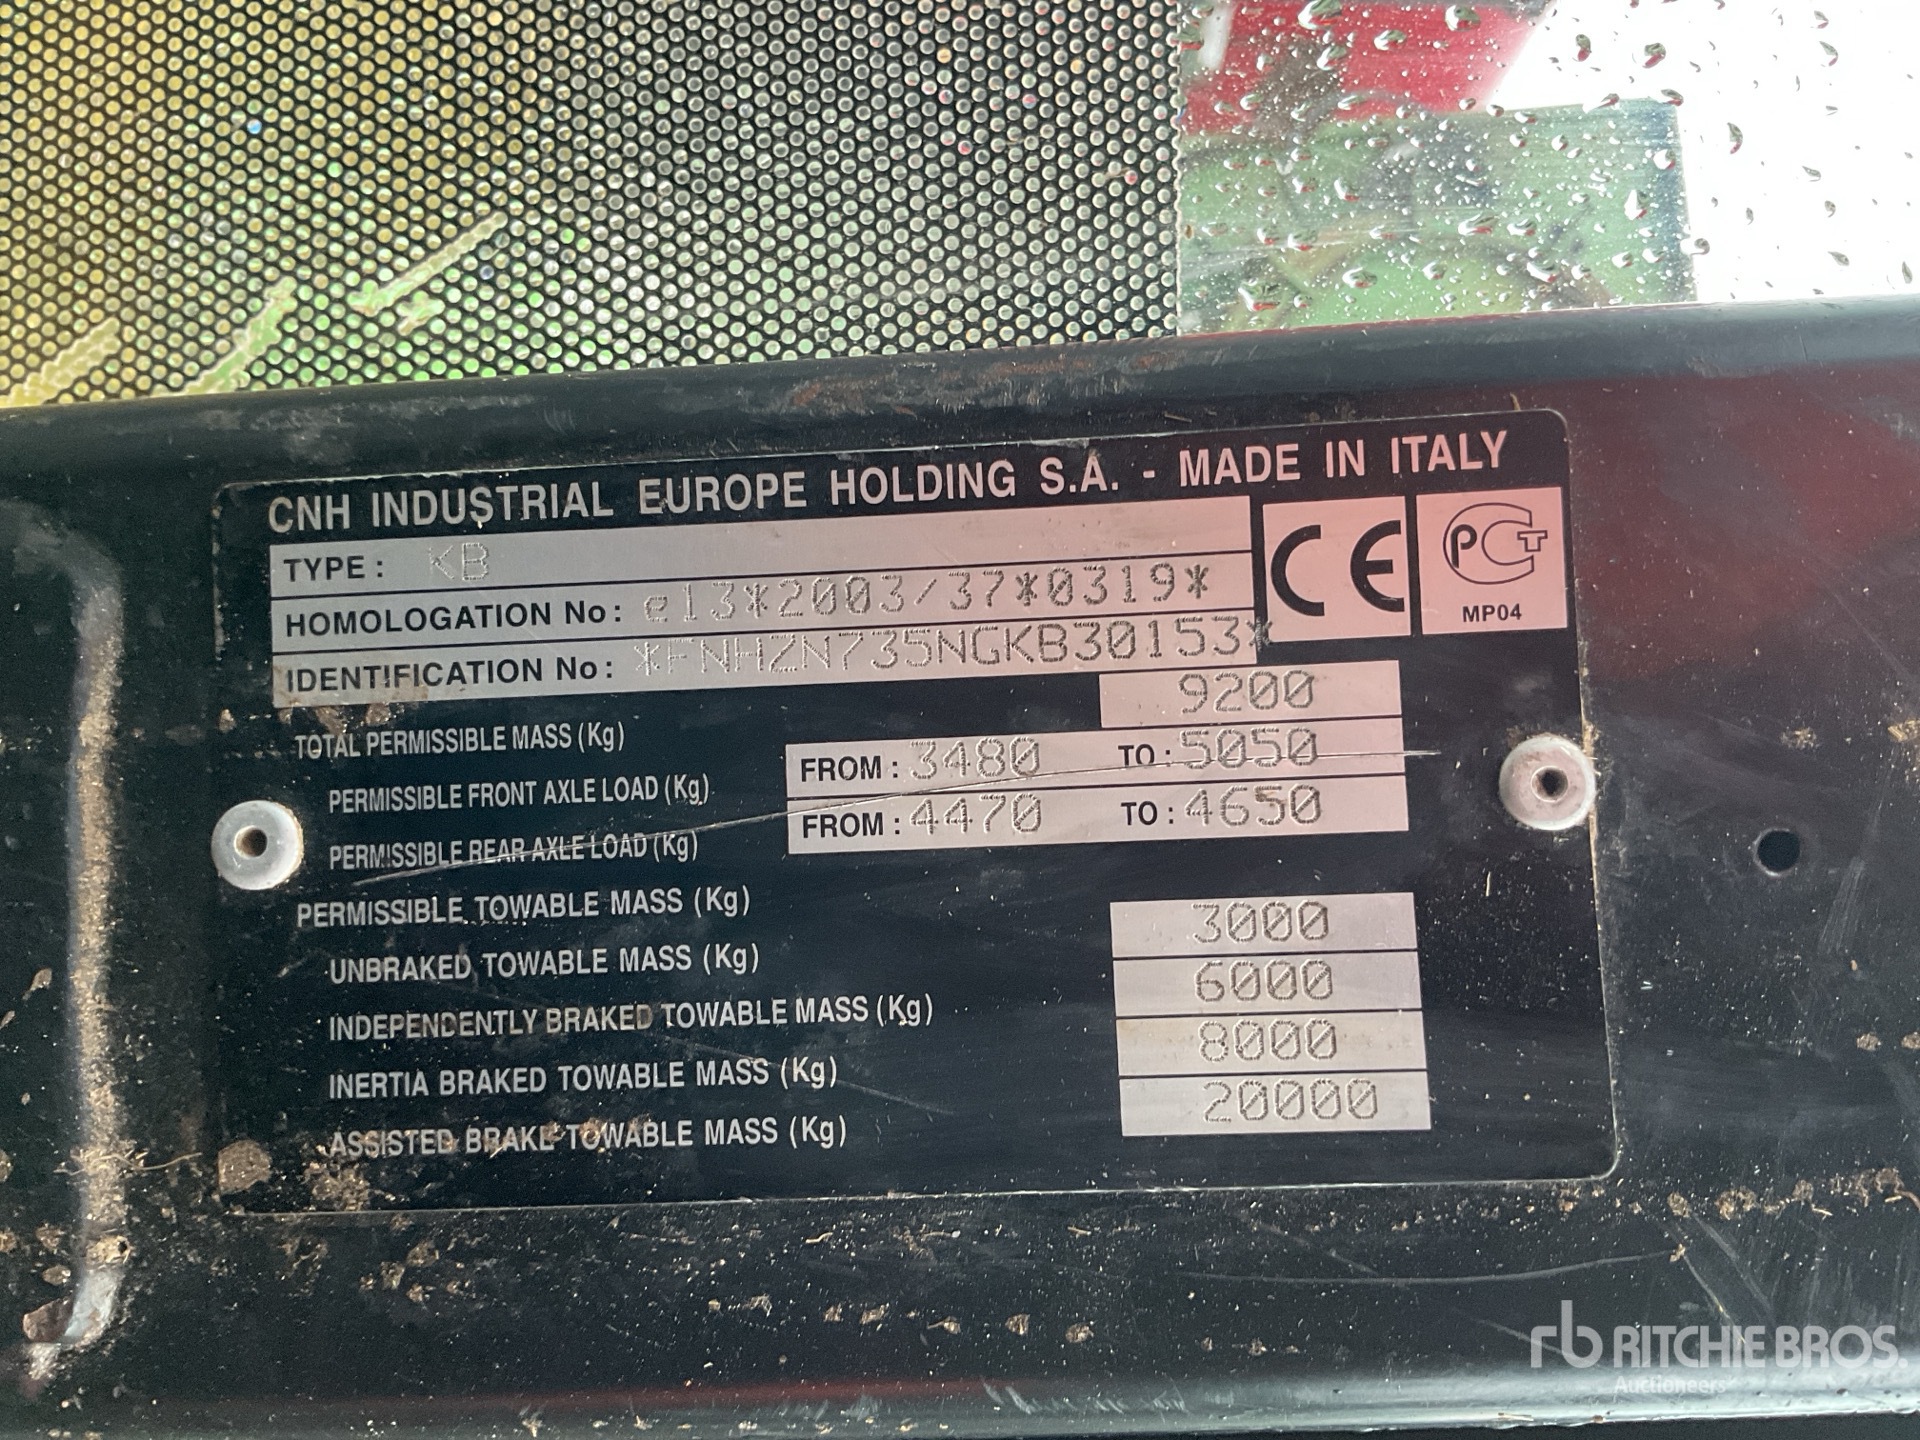 CNH INDUSTRIAL EUROPE HOLDING S.A. - MADE IN ITALY
TYPE : KB
HOMOLOGATION No : e13*2003/37*0319*
IDENTIFICATION No : *FNHZN735NGKB30153*
CE
PCT
MP04
TOTAL PERMISSIBLE MASS (Kg) 9200
PERMISSIBLE FRONT AXLE LOAD (Kg) FROM : 3480 TO : 5050
PERMISSIBLE REAR AXLE LOAD (Kg) FROM : 4470 TO : 4650
PERMISSIBLE TOWABLE MASS (Kg)
UNBRAKED TOWABLE MASS (Kg) 3000
INDEPENDENTLY BRAKED TOWABLE MASS (Kg) 6000
INERTIA BRAKED TOWABLE MASS (Kg) 8000
ASSISTED BRAKE TOWABLE MASS (Kg) 20000
rb RITCHIE BROS.
Auctioneers